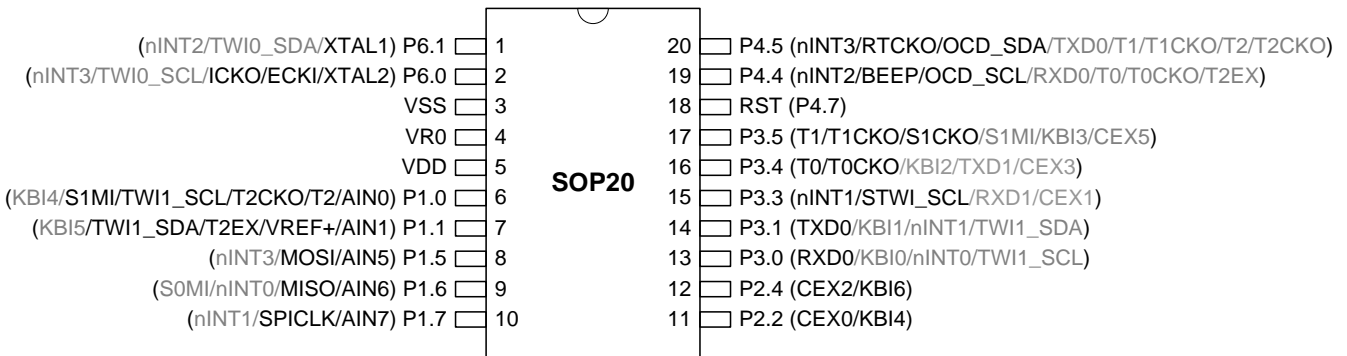 (nINT2/TWI0_SDA/XTAL1) P6.1 1 20 P4.5 (nINT3/RTCKO/OCD_SDA/TXD0/T1/T1CKO/T2/T2CKO)
(nINT3/TWI0_SCL/ICKO/ECKI/XTAL2) P6.0 2 19 P4.4 (nINT2/BEEP/OCD_SCL/RXD0/T0/T0CKO/T2EX)
VSS 3 18 RST (P4.7)
VR0 4 17 P3.5 (T1/T1CKO/S1CKO/S1MI/KBI3/CEX5)
VDD 5 16 P3.4 (T0/T0CKO/KBI2/TXD1/CEX3)
SOP20
(KBI4/S1MI/TWI1_SCL/T2CKO/T2/AIN0) P1.0 6 15 P3.3 (nINT1/STWI_SCL/RXD1/CEX1)
(KBI5/TWI1_SDA/T2EX/VREF+/AIN1) P1.1 7 14 P3.1 (TXD0/KBI1/nINT1/TWI1_SDA)
(nINT3/MOSI/AIN5) P1.5 8 13 P3.0 (RXD0/KBI0/nINT0/TWI1_SCL)
(S0MI/nINT0/MISO/AIN6) P1.6 9 12 P2.4 (CEX2/KBI6)
(nINT1/SPICLK/AIN7) P1.7 10 11 P2.2 (CEX0/KBI4)